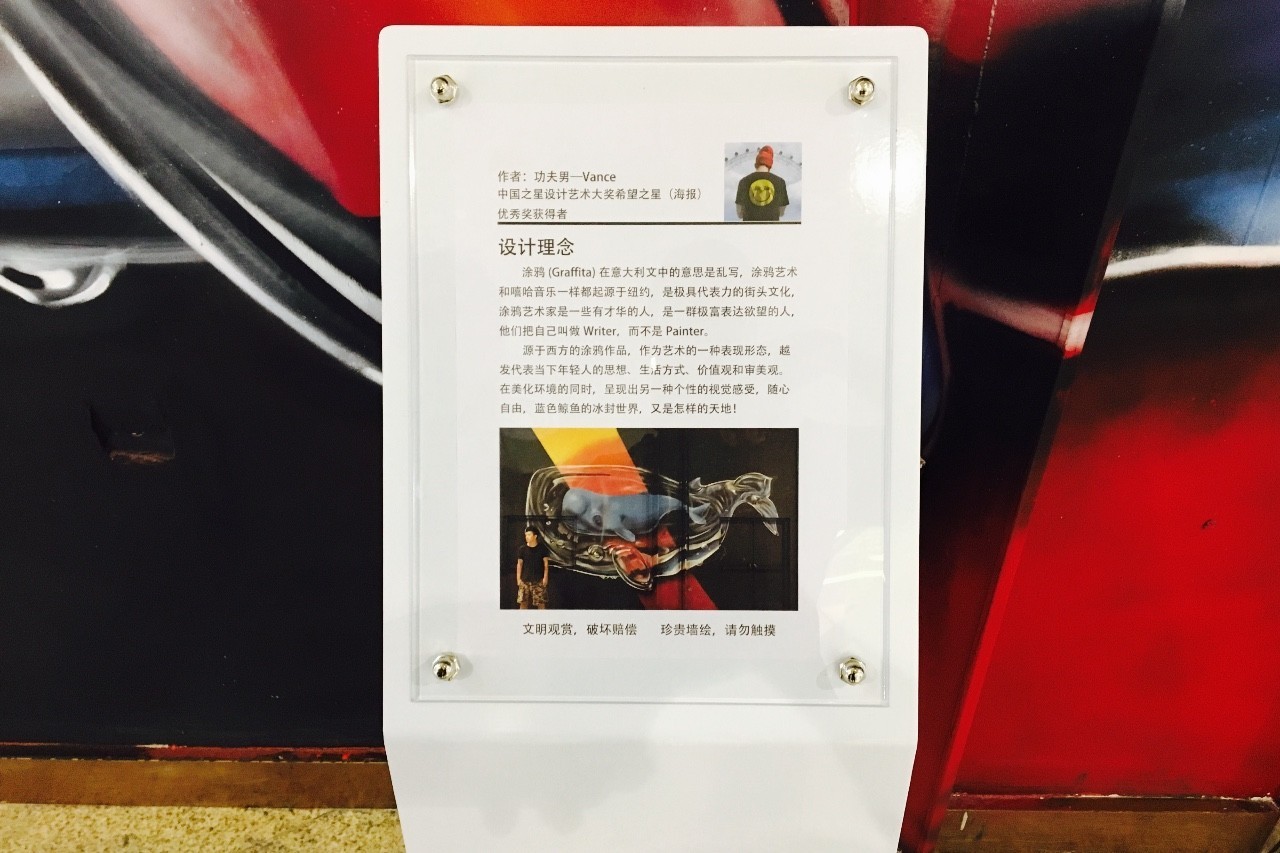 作者：功夫男—Vance
中国之星设计艺术大奖希望之星（海报）
优秀奖获得者
设计理念
涂鸦 (Graffita) 在意大利文中的意思是乱写，涂鸦艺术
和嘻哈音乐一样都起源于纽约，是极具代表力的街头文化，
涂鸦艺术家是一些有才华的人，是一群极富表达欲望的人，
他们把自己叫做 Writer，而不是 Painter。
源于西方的涂鸦作品，作为艺术的一种表现形态，越
发代表当下年轻人的思想、生活方式、价值观和审美观。
在美化环境的同时，呈现出另一种个性的视觉感受，随心
自由，蓝色鲸鱼的冰封世界，又是怎样的天地！
文明观赏，破坏赔偿　珍贵墙绘，请勿触摸